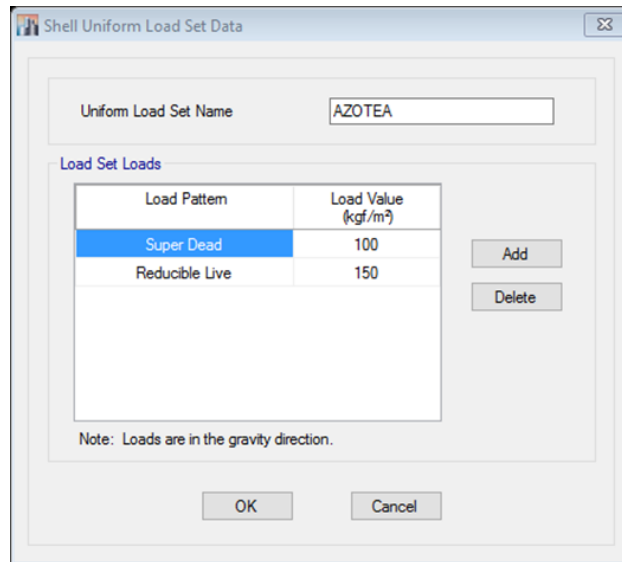 Shell Uniform Load Set Data
Uniform Load Set Name
AZOTEA
Load Set Loads
Load Pattern
Load Value
(kgf/m²)
Super Dead
100
Reducible Live
150
Add
Delete
Note: Loads are in the gravity direction.
OK
Cancel